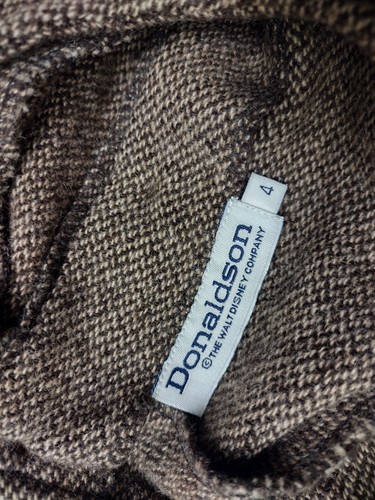 Donaldson
© THE WALT DISNEY COMPANY
4